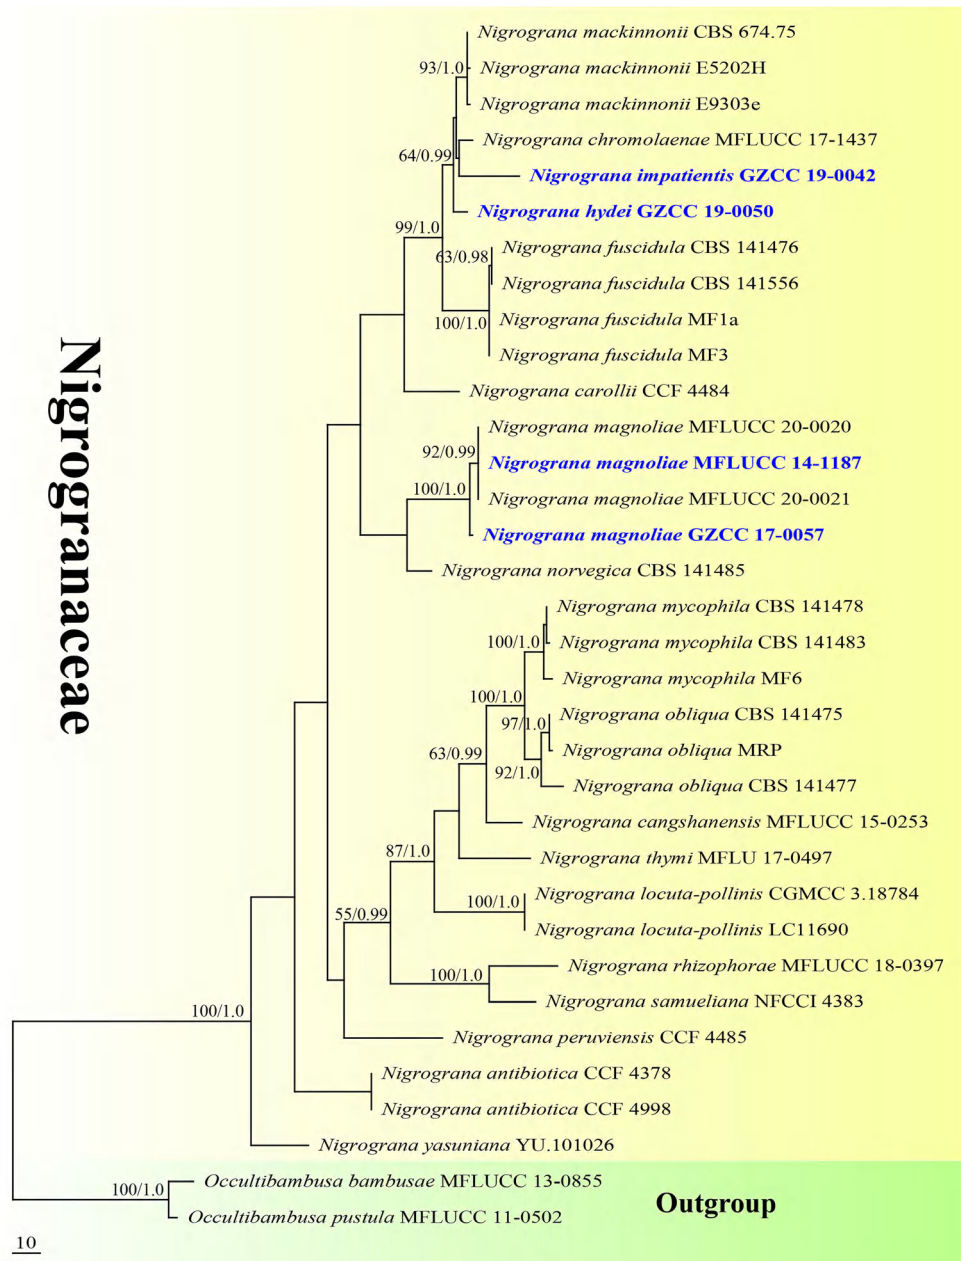 Nigrograna mackinnonii CBS 674.75
93/1.0
Nigrograna mackinnonii E5202H
Nigrograna mackinnonii E9303e
Nigrograna chromolaenae MFLUCC 17-1437
64/0.99
Nigrograna impatientis GZCC 19-0042
Nigrograna hydei GZCC 19-0050
99/1.0
Nigrograna fuscidula CBS 141476
63/0.98
Nigrograna fuscidula CBS 141556
Nigrograna fuscidula MF1a
100/1.0
Nigrograna fuscidula MF3
Nigrograna carollii CCF 4484
Nigrograna magnoliae MFLUCC 20-0020
92/0.99
Nigrograna magnoliae MFLUCC 14-1187
100/1.0
Nigrograna magnoliae MFLUCC 20-0021
Nigrograna magnoliae GZCC 17-0057
Nigrograna norvegica CBS 141485
Nigrograna mycophila CBS 141478
100/1.0
Nigrograna mycophila CBS 141483
Nigrograna mycophila MF6
100/1.0
Nigrograna obliqua CBS 141475
97/1.0
Nigrograna obliqua MRP
63/0.99
92/1.0
Nigrograna obliqua CBS 141477
Nigrograna cangshanensis MFLUCC 15-0253
87/1.0
Nigrograna thymi MFLU 17-0497
Nigrograna locuta-pollinis CGMCC 3.18784
100/1.0
55/0.99
Nigrograna locuta-pollinis LC11690
Nigrograna rhizophorae MFLUCC 18-0397
100/1.0
Nigrograna samueliana NFCCI 4383
100/1.0
Nigrograna peruviensis CCF 4485
Nigrograna antibiotica CCF 4378
Nigrograna antibiotica CCF 4998
Nigrograna yasuniana YU.101026
Occultibambusa bambusae MFLUCC 13-0855
100/1.0
Occultibambusa pustula MFLUCC 11-0502
Outgroup
10
Nigrogranaceae